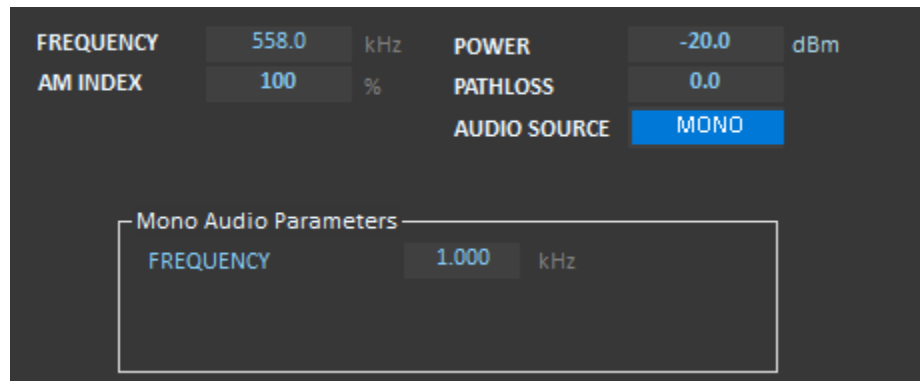 FREQUENCY 558.0 kHz POWER -20.0 dBm
AM INDEX 100 % PATHLOSS 0.0
AUDIO SOURCE MONO
Mono Audio Parameters
FREQUENCY 1.000 kHz